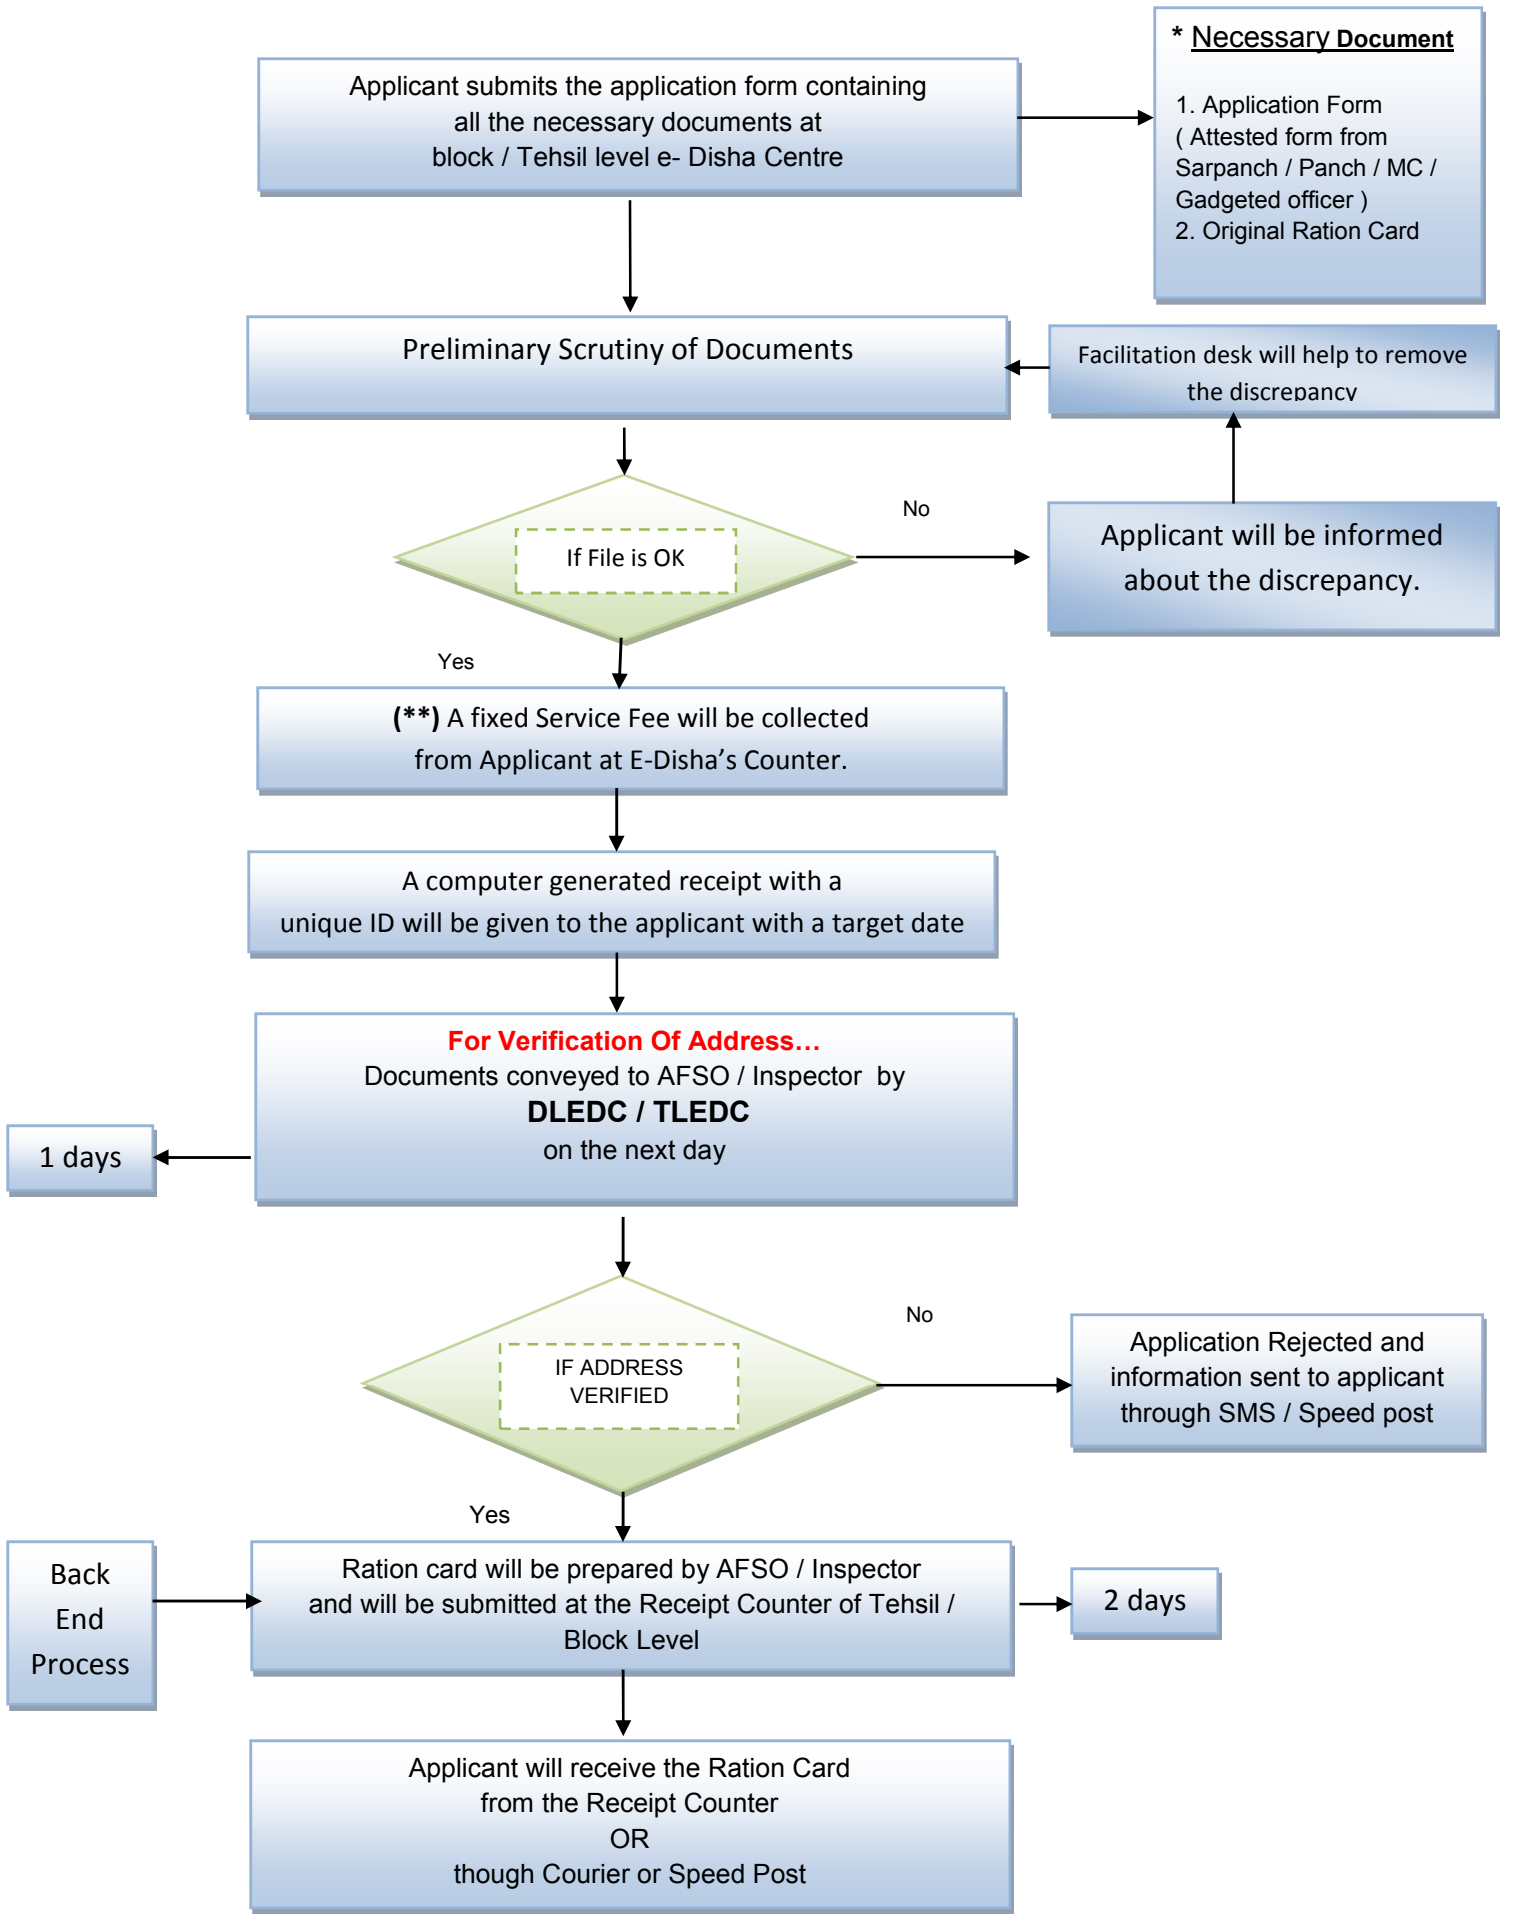 * Necessary Document
1. Application Form
( Attested form from
Sarpanch / Panch / MC /
Gadgeted officer )
2. Original Ration Card
Applicant submits the application form containing
all the necessary documents at
block / Tehsil level e- Disha Centre
Preliminary Scrutiny of Documents
Facilitation desk will help to remove
the discrepancy
If File is OK
No
Applicant will be informed
about the discrepancy.
Yes
(**) A fixed Service Fee will be collected
from Applicant at E-Disha’s Counter.
A computer generated receipt with a
unique ID will be given to the applicant with a target date
For Verification Of Address…
Documents conveyed to AFSO / Inspector by
DLEDC / TLEDC
on the next day
1 days
IF ADDRESS
VERIFIED
No
Application Rejected and
information sent to applicant
through SMS / Speed post
Yes
Back
End
Process
Ration card will be prepared by AFSO / Inspector
and will be submitted at the Receipt Counter of Tehsil /
Block Level
2 days
Applicant will receive the Ration Card
from the Receipt Counter
OR
though Courier or Speed Post